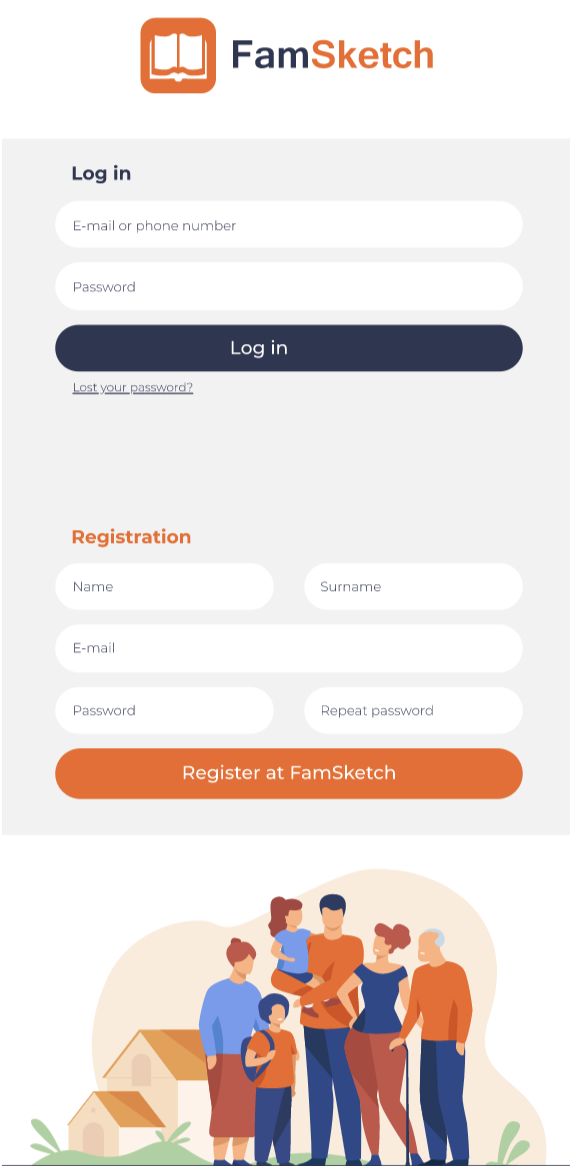 FamSketch
Log in
E-mail or phone number
Password
Log in
Lost your password?
Registration
Name Surname
E-mail
Password Repeat password
Register at FamSketch